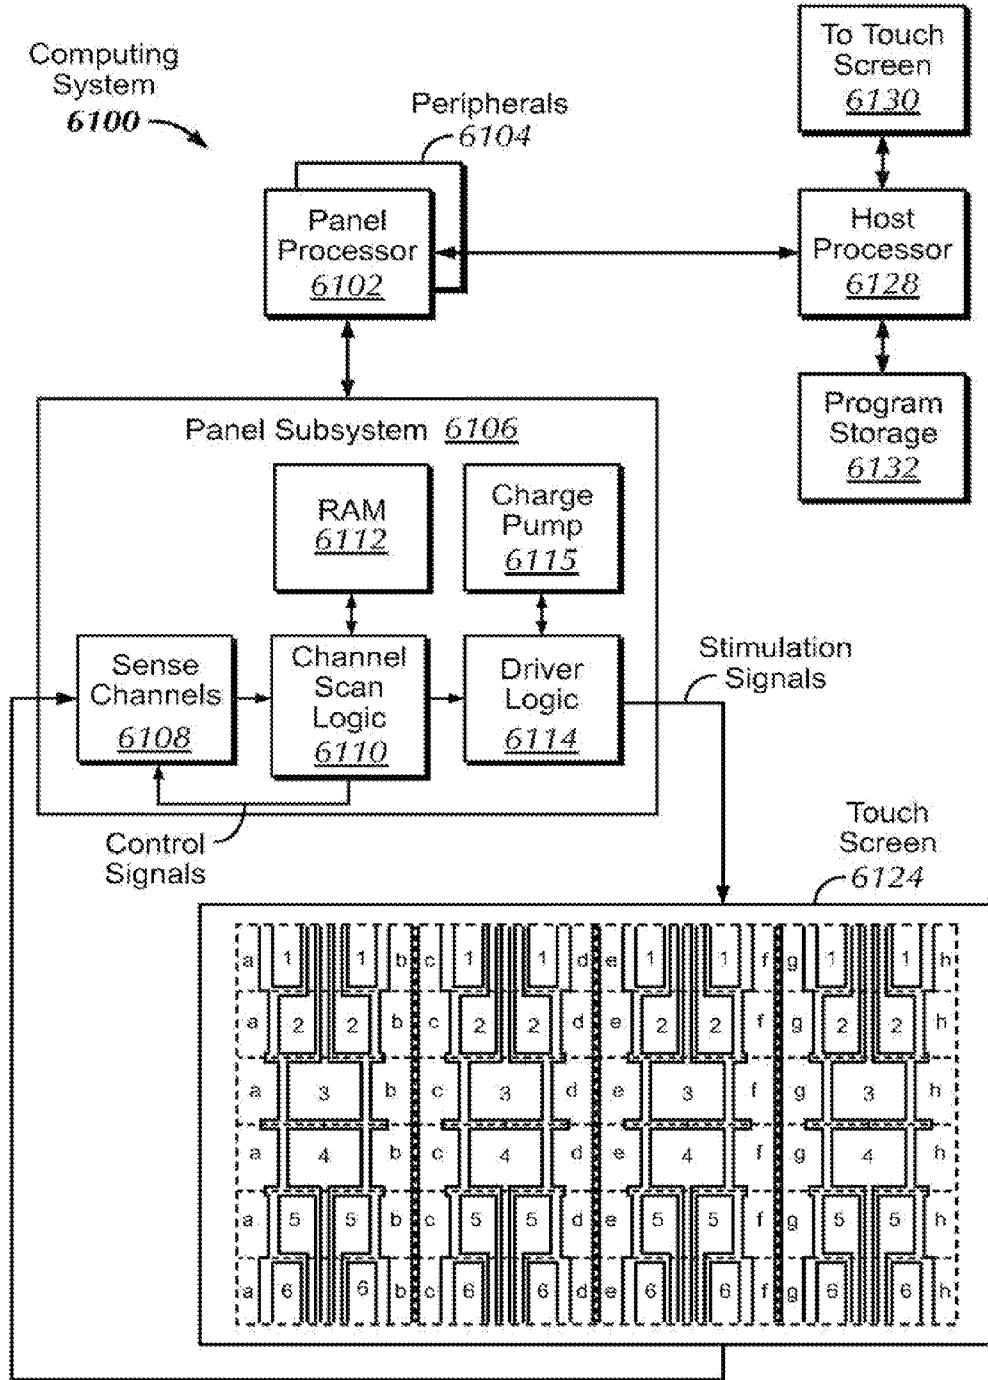 Computing
System
6100
Peripherals
6104
To Touch
Screen
6130
Panel
Processor
6102
Host
Processor
6128
Program
Storage
6132
Panel Subsystem 6106
RAM
6112
Charge
Pump
6115
Sense
Channels
6108
Channel
Scan
Logic
6110
Driver
Logic
6114
Stimulation
Signals
Control
Signals
Touch
Screen
6124
a 1 1 b c 1 1 d e 1 1 f g 1 1 h
a 2 2 b c 2 2 d e 2 2 f g 2 2 h
a 3 b c 3 d e 3 f g 3 h
a 4 b c 4 d e 4 f g 4 h
a 5 5 b c 5 5 d e 5 5 f g 5 5 h
a 6 6 b c 6 6 d e 6 6 f g 6 6 h